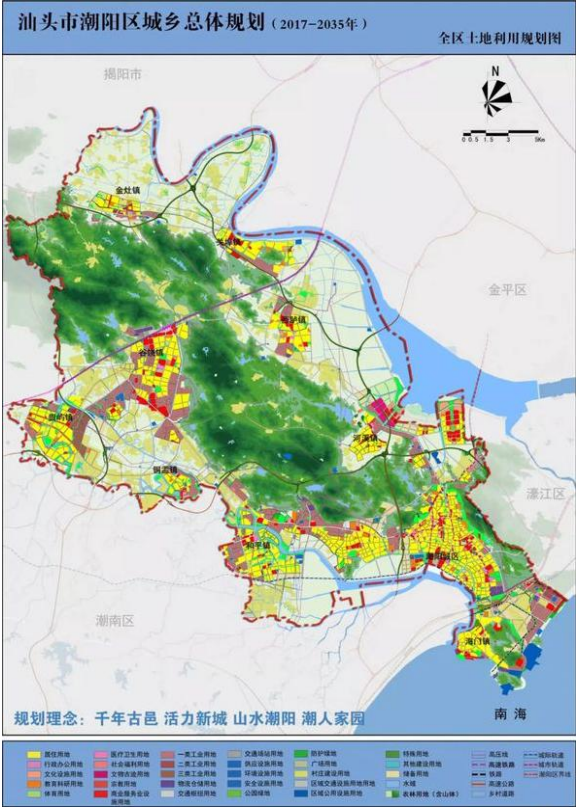 汕头市潮阳区城乡总体规划（2017-2035年）
全区土地利用规划图
揭阳市
N
0 0.5 1.5 3 5Km
金灶镇
关埠镇
金平区
西胪镇
谷饶镇
贵屿镇
河溪镇
铜盂镇
濠江区
和平镇
潮阳城区
潮南区
海门镇
南 海
规划理念：千年古邑 活力新城 山水潮阳 潮人家园
居住用地
行政办公用地
文化设施用地
教育科研用地
体育用地
医疗卫生用地
社会福利用地
文物古迹用地
宗教用地
商业服务业设施用地
一类工业用地
二类工业用地
三类工业用地
物流仓储用地
交通枢纽用地
交通场站用地
供应设施用地
环境设施用地
安全设施用地
公园绿地
防护绿地
广场用地
村庄建设用地
区域交通设施用地
区域公用设施用地
特殊用地
其他建设用地
储备用地
水域
农林用地（含山林）
高压线
高速铁路
铁路
高速公路
乡村道路
城际轨道
城市轨道
潮阳区界线